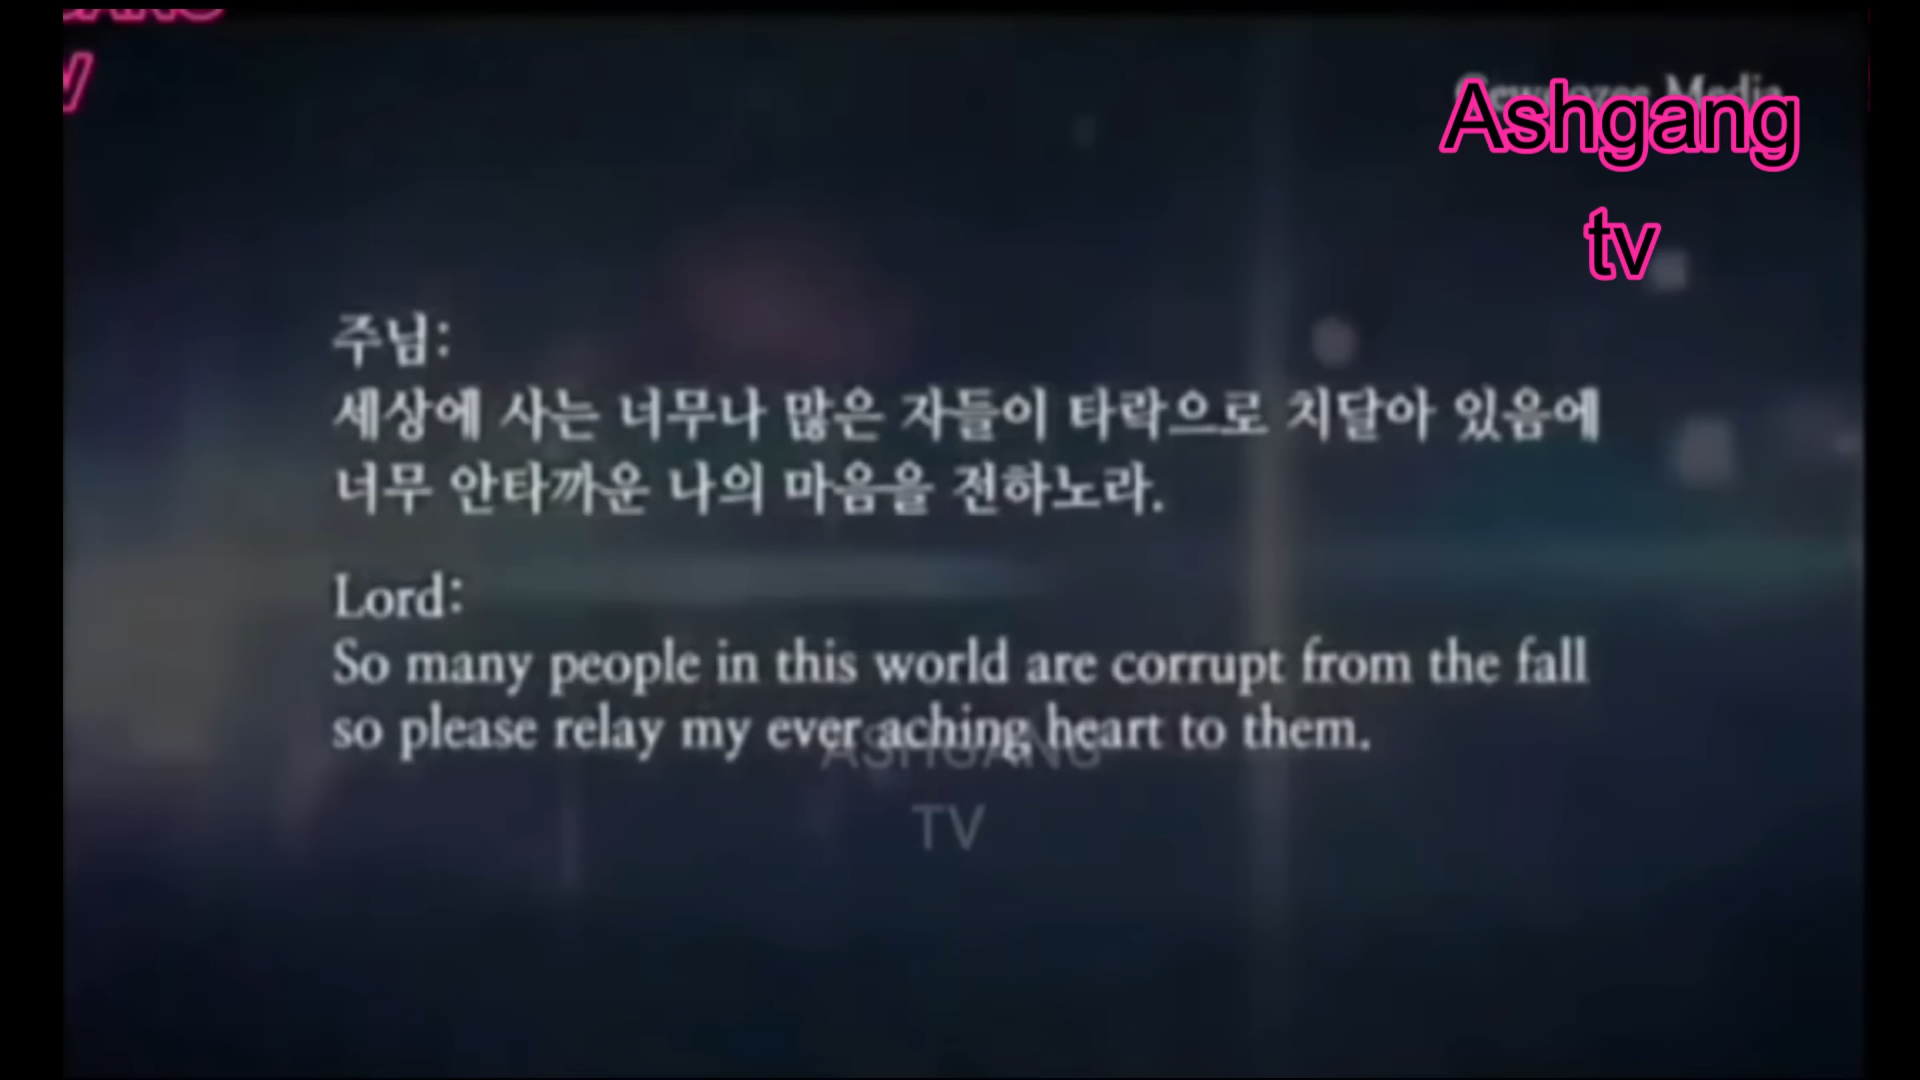 Ashgang
tv
주님:
세상에 사는 너무나 많은 자들이 타락으로 치달아 있음에
너무 안타까운 나의 마음을 전하노라.
Lord:
So many people in this world are corrupt from the fall
so please relay my ever aching heart to them.
ASHGANG
TV